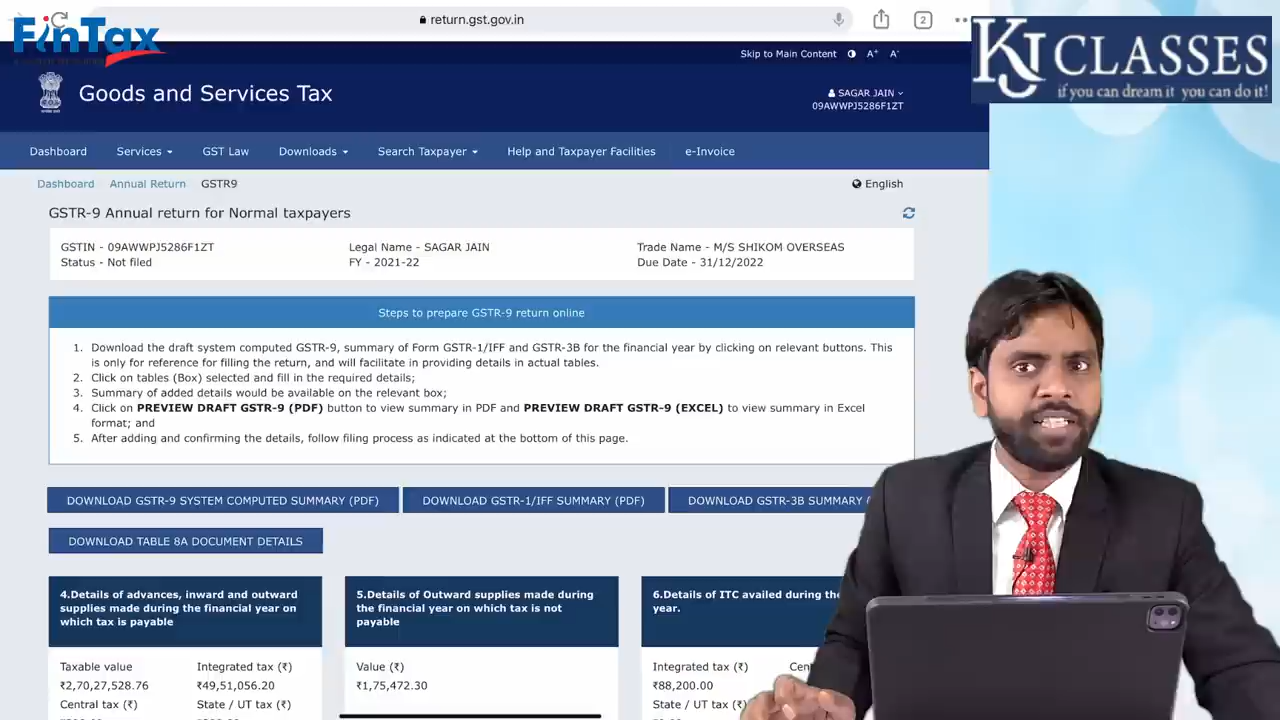 return.gst.gov.in
2
FinTax
KJ CLASSES
if you can dream it you can do it!
Skip to Main Content A+ A-
Goods and Services Tax
SAGAR JAIN
09AWWPJ5286F1ZT
Dashboard Services GST Law Downloads Search Taxpayer Help and Taxpayer Facilities e-Invoice
Dashboard Annual Return GSTR9 English
GSTR-9 Annual return for Normal taxpayers
GSTIN - 09AWWPJ5286F1ZT Legal Name - SAGAR JAIN Trade Name - M/S SHIKOM OVERSEAS
Status - Not filed FY - 2021-22 Due Date - 31/12/2022
Steps to prepare GSTR-9 return online
1. Download the draft system computed GSTR-9, summary of Form GSTR-1/IFF and GSTR-3B for the financial year by clicking on relevant buttons. This
is only for reference for filling the return, and will facilitate in providing details in actual tables.
2. Click on tables (Box) selected and fill in the required details;
3. Summary of added details would be available on the relevant box;
4. Click on PREVIEW DRAFT GSTR-9 (PDF) button to view summary in PDF and PREVIEW DRAFT GSTR-9 (EXCEL) to view summary in Excel
format; and
5. After adding and confirming the details, follow filing process as indicated at the bottom of this page.
DOWNLOAD GSTR-9 SYSTEM COMPUTED SUMMARY (PDF) DOWNLOAD GSTR-1/IFF SUMMARY (PDF) DOWNLOAD GSTR-3B SUMMARY (
DOWNLOAD TABLE 8A DOCUMENT DETAILS
4.Details of advances, inward and outward
supplies made during the financial year on
which tax is payable
Taxable value Integrated tax (₹)
₹2,70,27,528.76 ₹49,51,056.20
Central tax (₹) State / UT tax (₹)
5.Details of Outward supplies made during
the financial year on which tax is not
payable
Value (₹)
₹1,75,472.30
6.Details of ITC availed during the
year.
Integrated tax (₹) Cent
₹88,200.00
State / UT tax (₹)